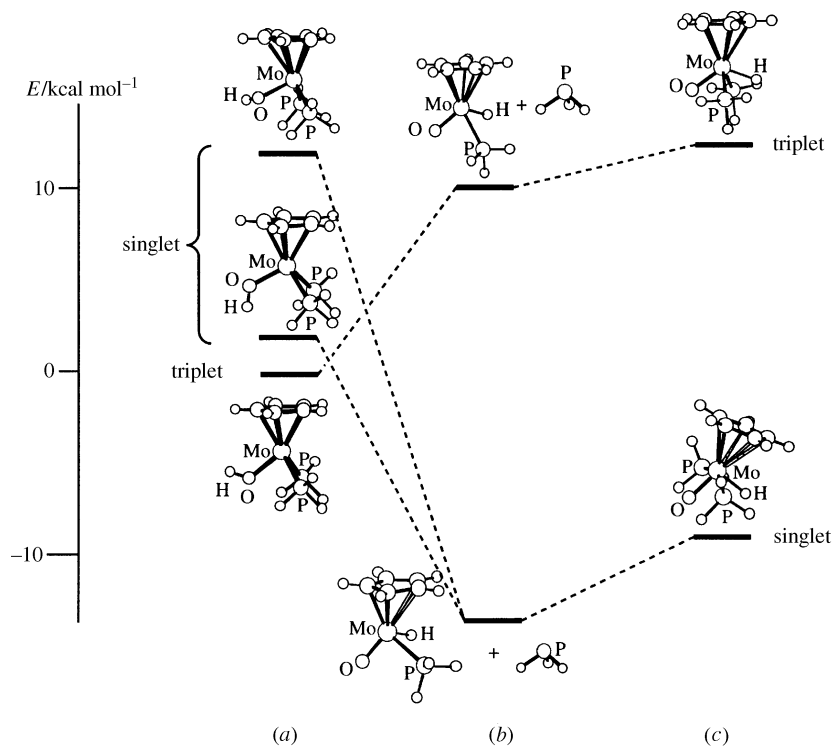 E/kcal mol–1
10
0
–10
singlet
triplet
Mo
H
O
P
P
Mo
O
H
P
P
Mo
H
O
P
P
Mo
H
O
P
+
P
Mo
H
O
P
triplet
Mo
H
O
P
+
P
P
Mo
O
H
P
singlet
(a) (b) (c)